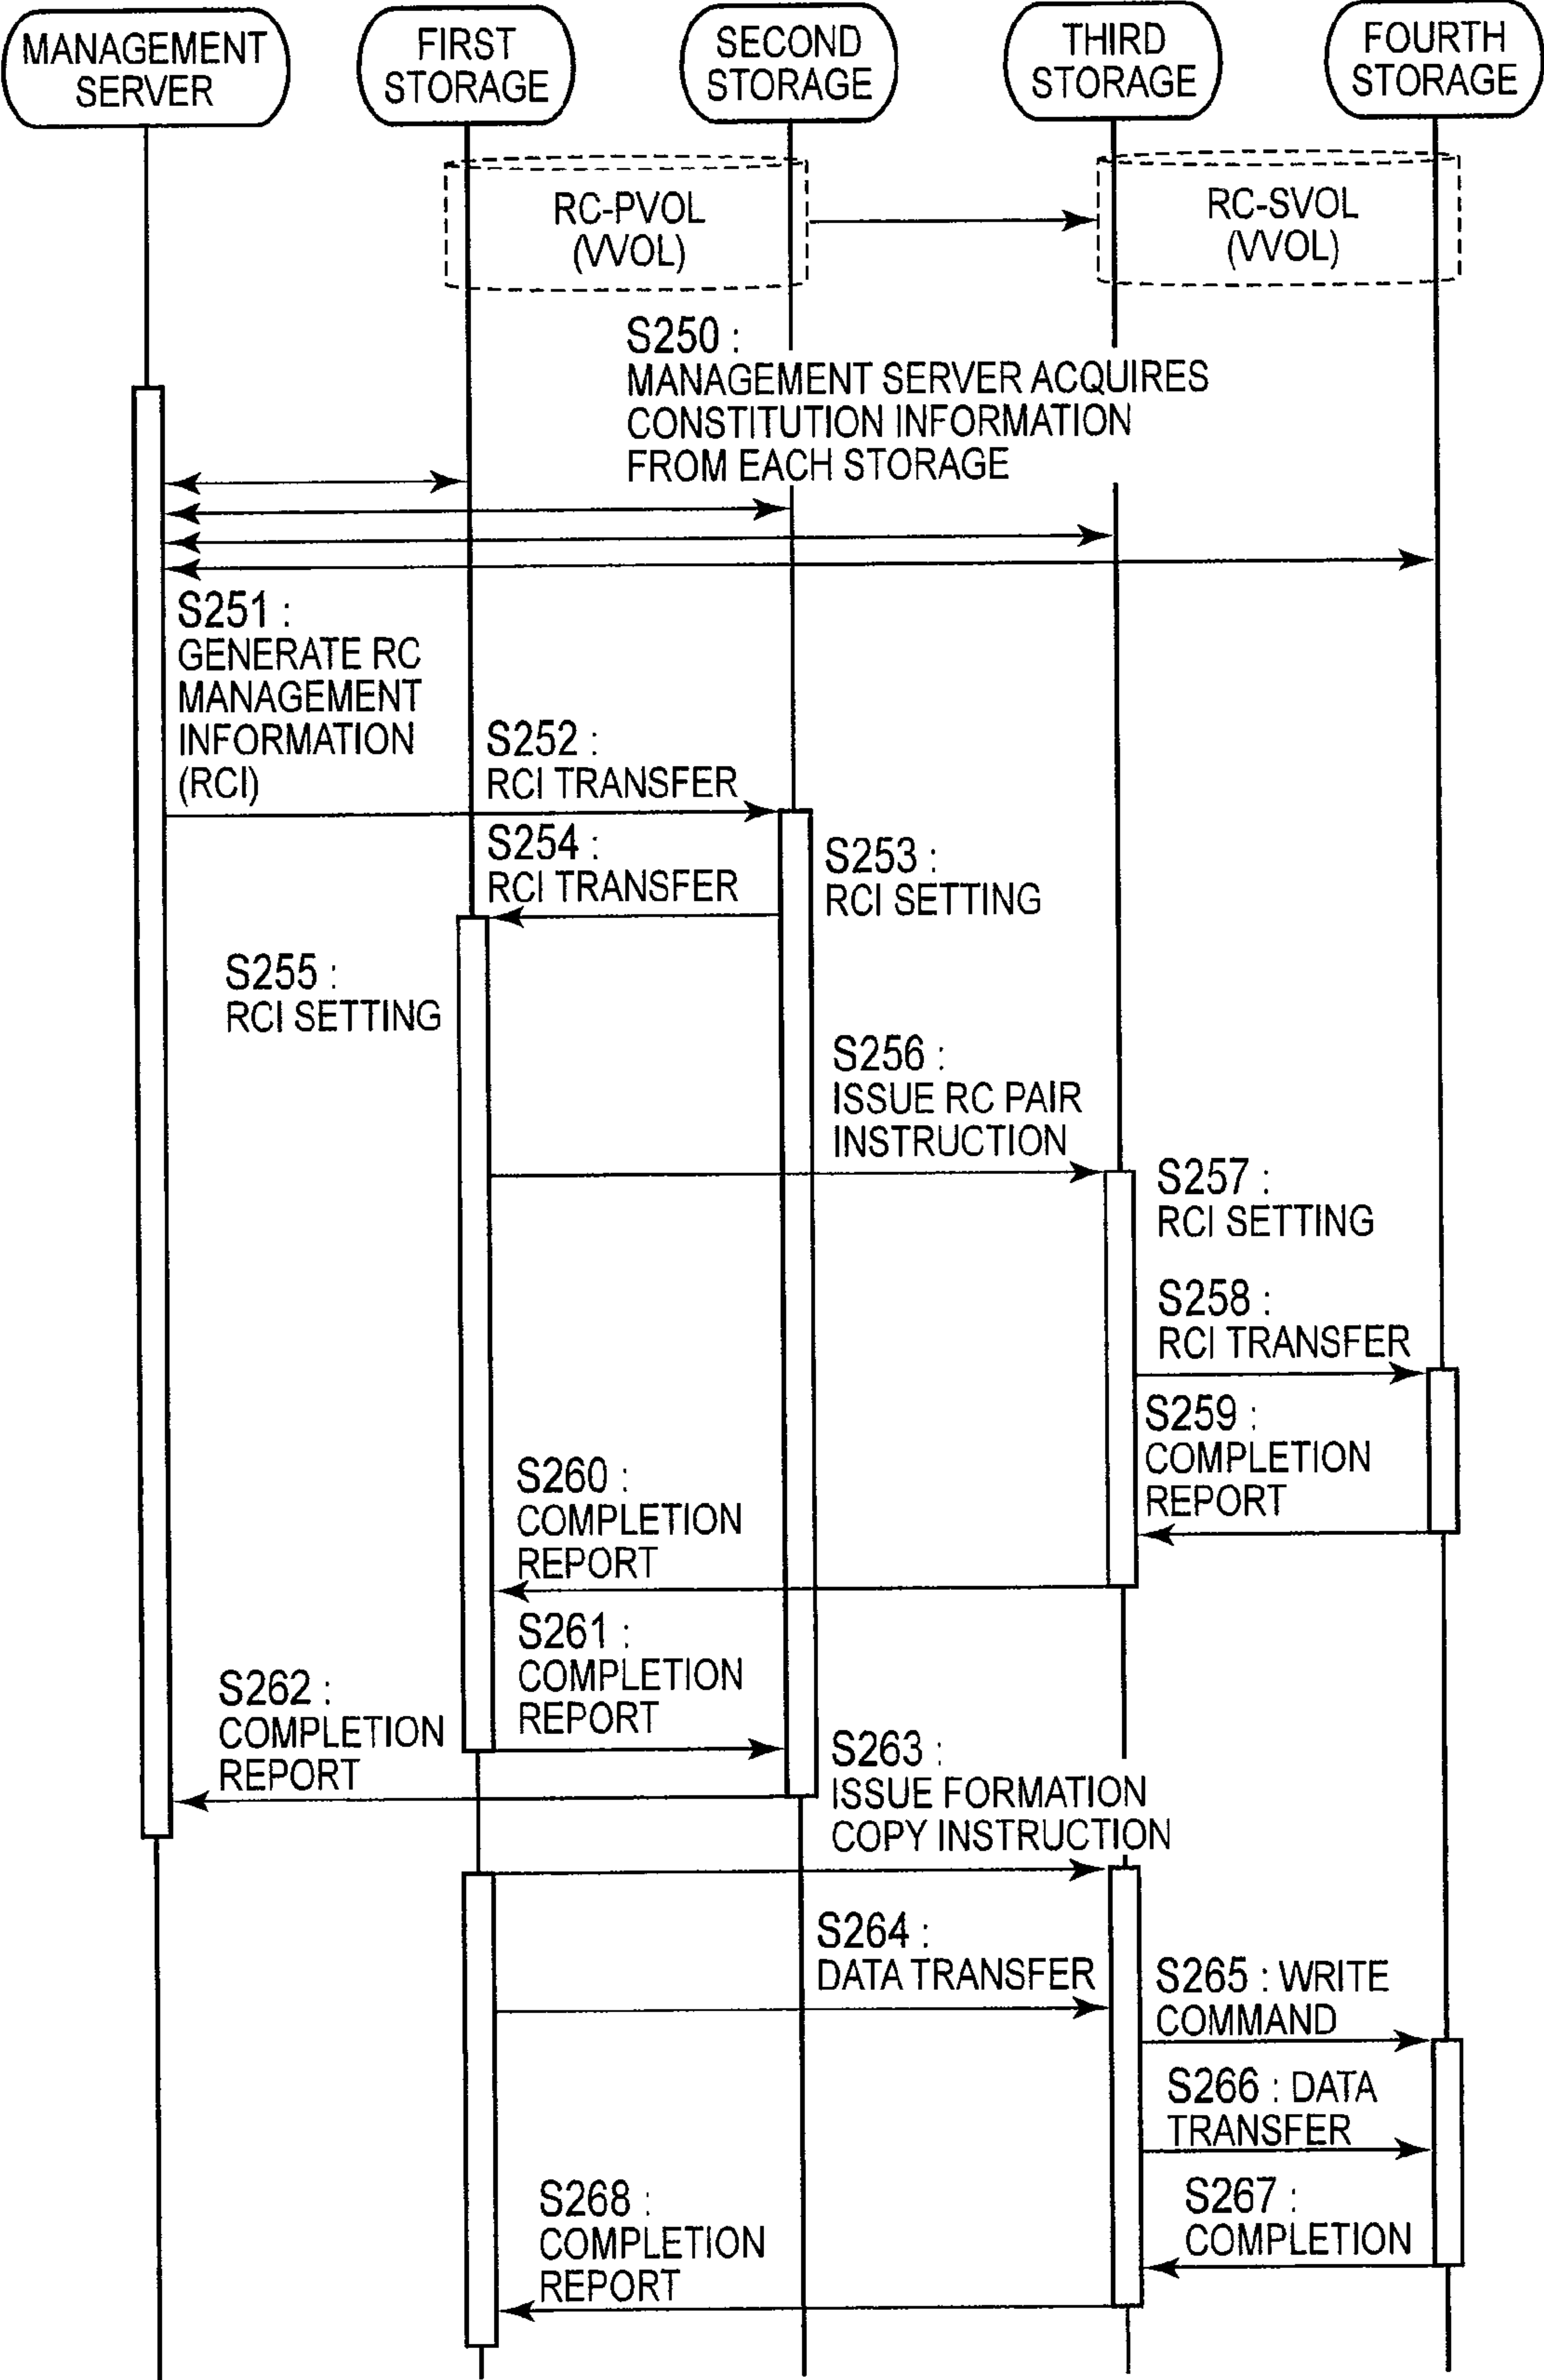 MANAGEMENT
SERVER
FIRST
STORAGE
SECOND
STORAGE
THIRD
STORAGE
FOURTH
STORAGE
RC-PVOL
(VVOL)
RC-SVOL
(VVOL)
S250 :
MANAGEMENT SERVER ACQUIRES
CONSTITUTION INFORMATION
FROM EACH STORAGE
S251 :
GENERATE RC
MANAGEMENT
INFORMATION
(RCI)
S252 :
RCI TRANSFER
S254 :
RCI TRANSFER
S253 :
RCI SETTING
S255 :
RCI SETTING
S256 :
ISSUE RC PAIR
INSTRUCTION
S257 :
RCI SETTING
S258 :
RCI TRANSFER
S259 :
COMPLETION
REPORT
S260 :
COMPLETION
REPORT
S261 :
COMPLETION
REPORT
S262 :
COMPLETION
REPORT
S263 :
ISSUE FORMATION
COPY INSTRUCTION
S264 :
DATA TRANSFER
S265 : WRITE
COMMAND
S266 : DATA
TRANSFER
S267 :
COMPLETION
S268 :
COMPLETION
REPORT